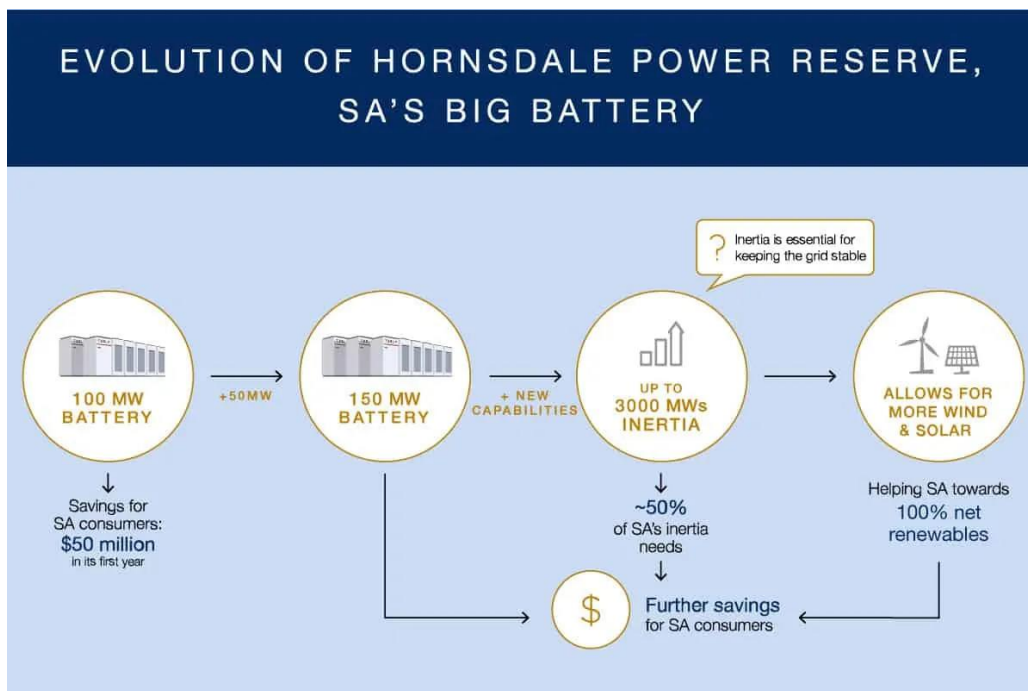 EVOLUTION OF HORNSDALE POWER RESERVE,
SA'S BIG BATTERY
? Inertia is essential for
keeping the grid stable
100 MW
BATTERY
+50MW
150 MW
BATTERY
+ NEW
CAPABILITIES
UP TO
3000 MWs
INERTIA
ALLOWS FOR
MORE WIND
& SOLAR
Savings for
SA consumers:
$50 million
in its first year
~50%
of SA's inertia
needs
Helping SA towards
100% net
renewables
$
Further savings
for SA consumers